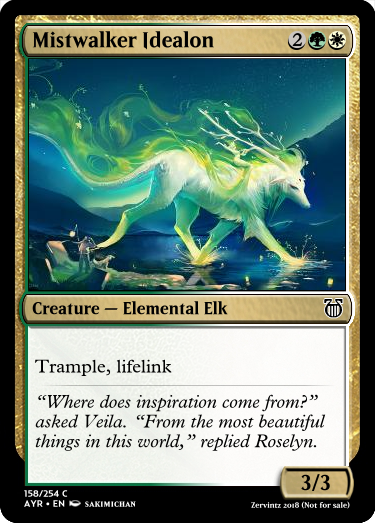 Mistwalker Idealon 2
Creature — Elemental Elk
Trample, lifelink
“Where does inspiration come from?”
asked Veila. “From the most beautiful
things in this world,” replied Roselyn.
3/3
158/254 C
AYR • EN SAKIMICHAN
Zervintz 2018 (Not for sale)